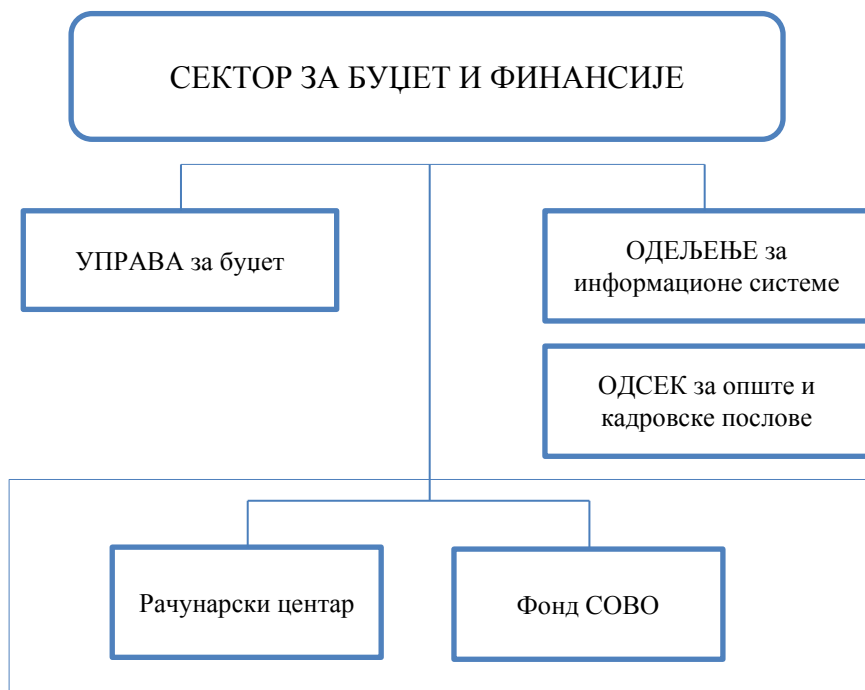 СЕКТОР ЗА БУЏЕТ И ФИНАНСИЈЕ
УПРАВА за буџет
ОДЕЉЕЊЕ за
информационе системе
ОДСЕК за опште и
кадровске послове
Рачунарски центар
Фонд СОВО